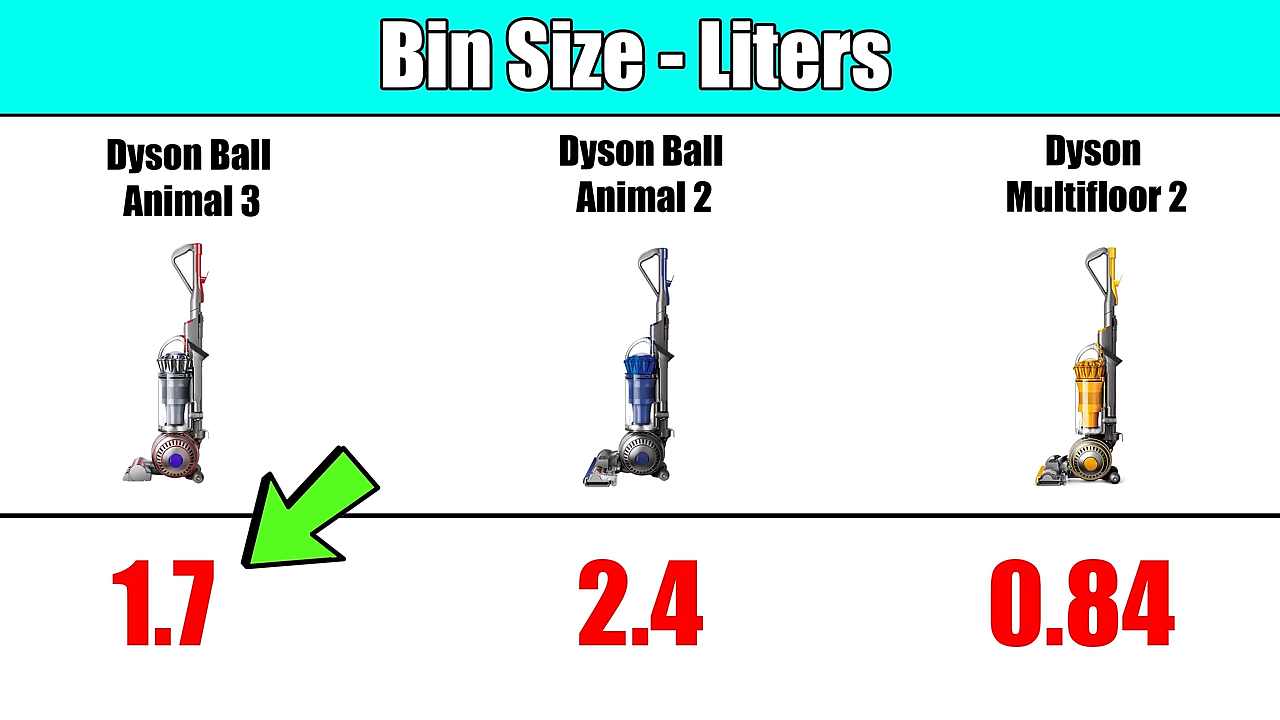 Bin Size - Liters
Dyson Ball
Animal 3
Dyson Ball
Animal 2
Dyson
Multifloor 2
1.7
2.4
0.84